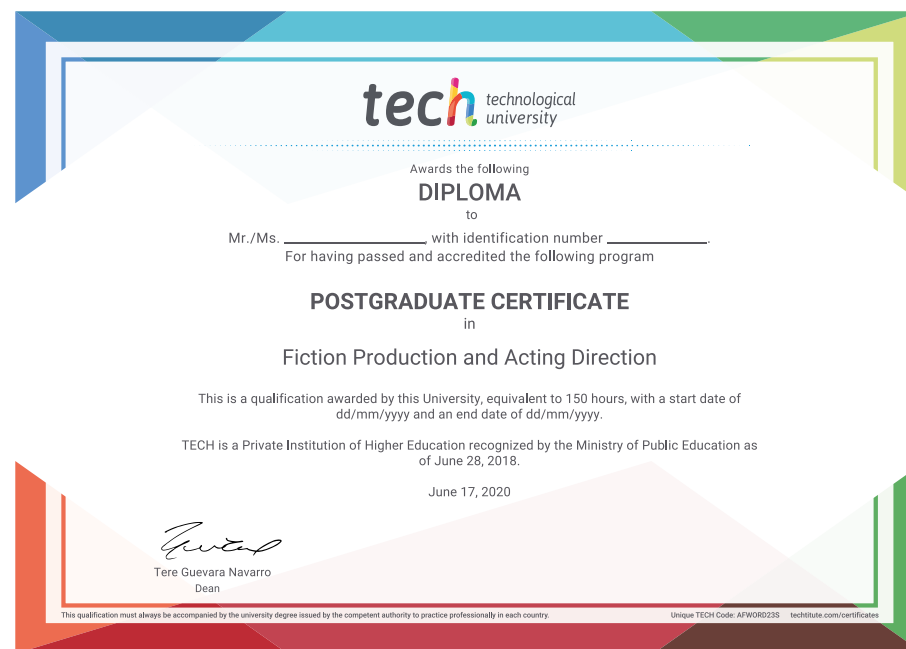 tech technological
university
Awards the following
DIPLOMA
to
Mr./Ms. ____________________, with identification number ______________.
For having passed and accredited the following program
POSTGRADUATE CERTIFICATE
in
Fiction Production and Acting Direction
This is a qualification awarded by this University, equivalent to 150 hours, with a start date of
dd/mm/yyyy and an end date of dd/mm/yyyy.
TECH is a Private Institution of Higher Education recognized by the Ministry of Public Education as
of June 28, 2018.
June 17, 2020
Tere Guevara Navarro
Dean
This qualification must always be accompanied by the university degree issued by the competent authority to practice professionally in each country. Unique TECH Code: AFWORD23S techtitute.com/certificates